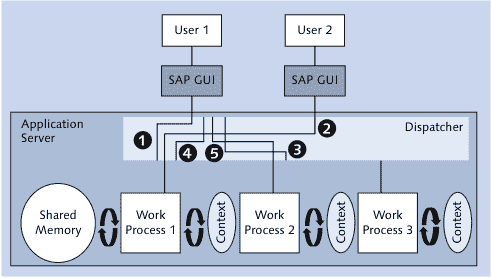 User 1
User 2
SAP GUI
SAP GUI
Application
Server
Dispatcher
1
2
4
5
3
Shared
Memory
Work
Process 1
Context
Work
Process 2
Context
Work
Process 3
Context